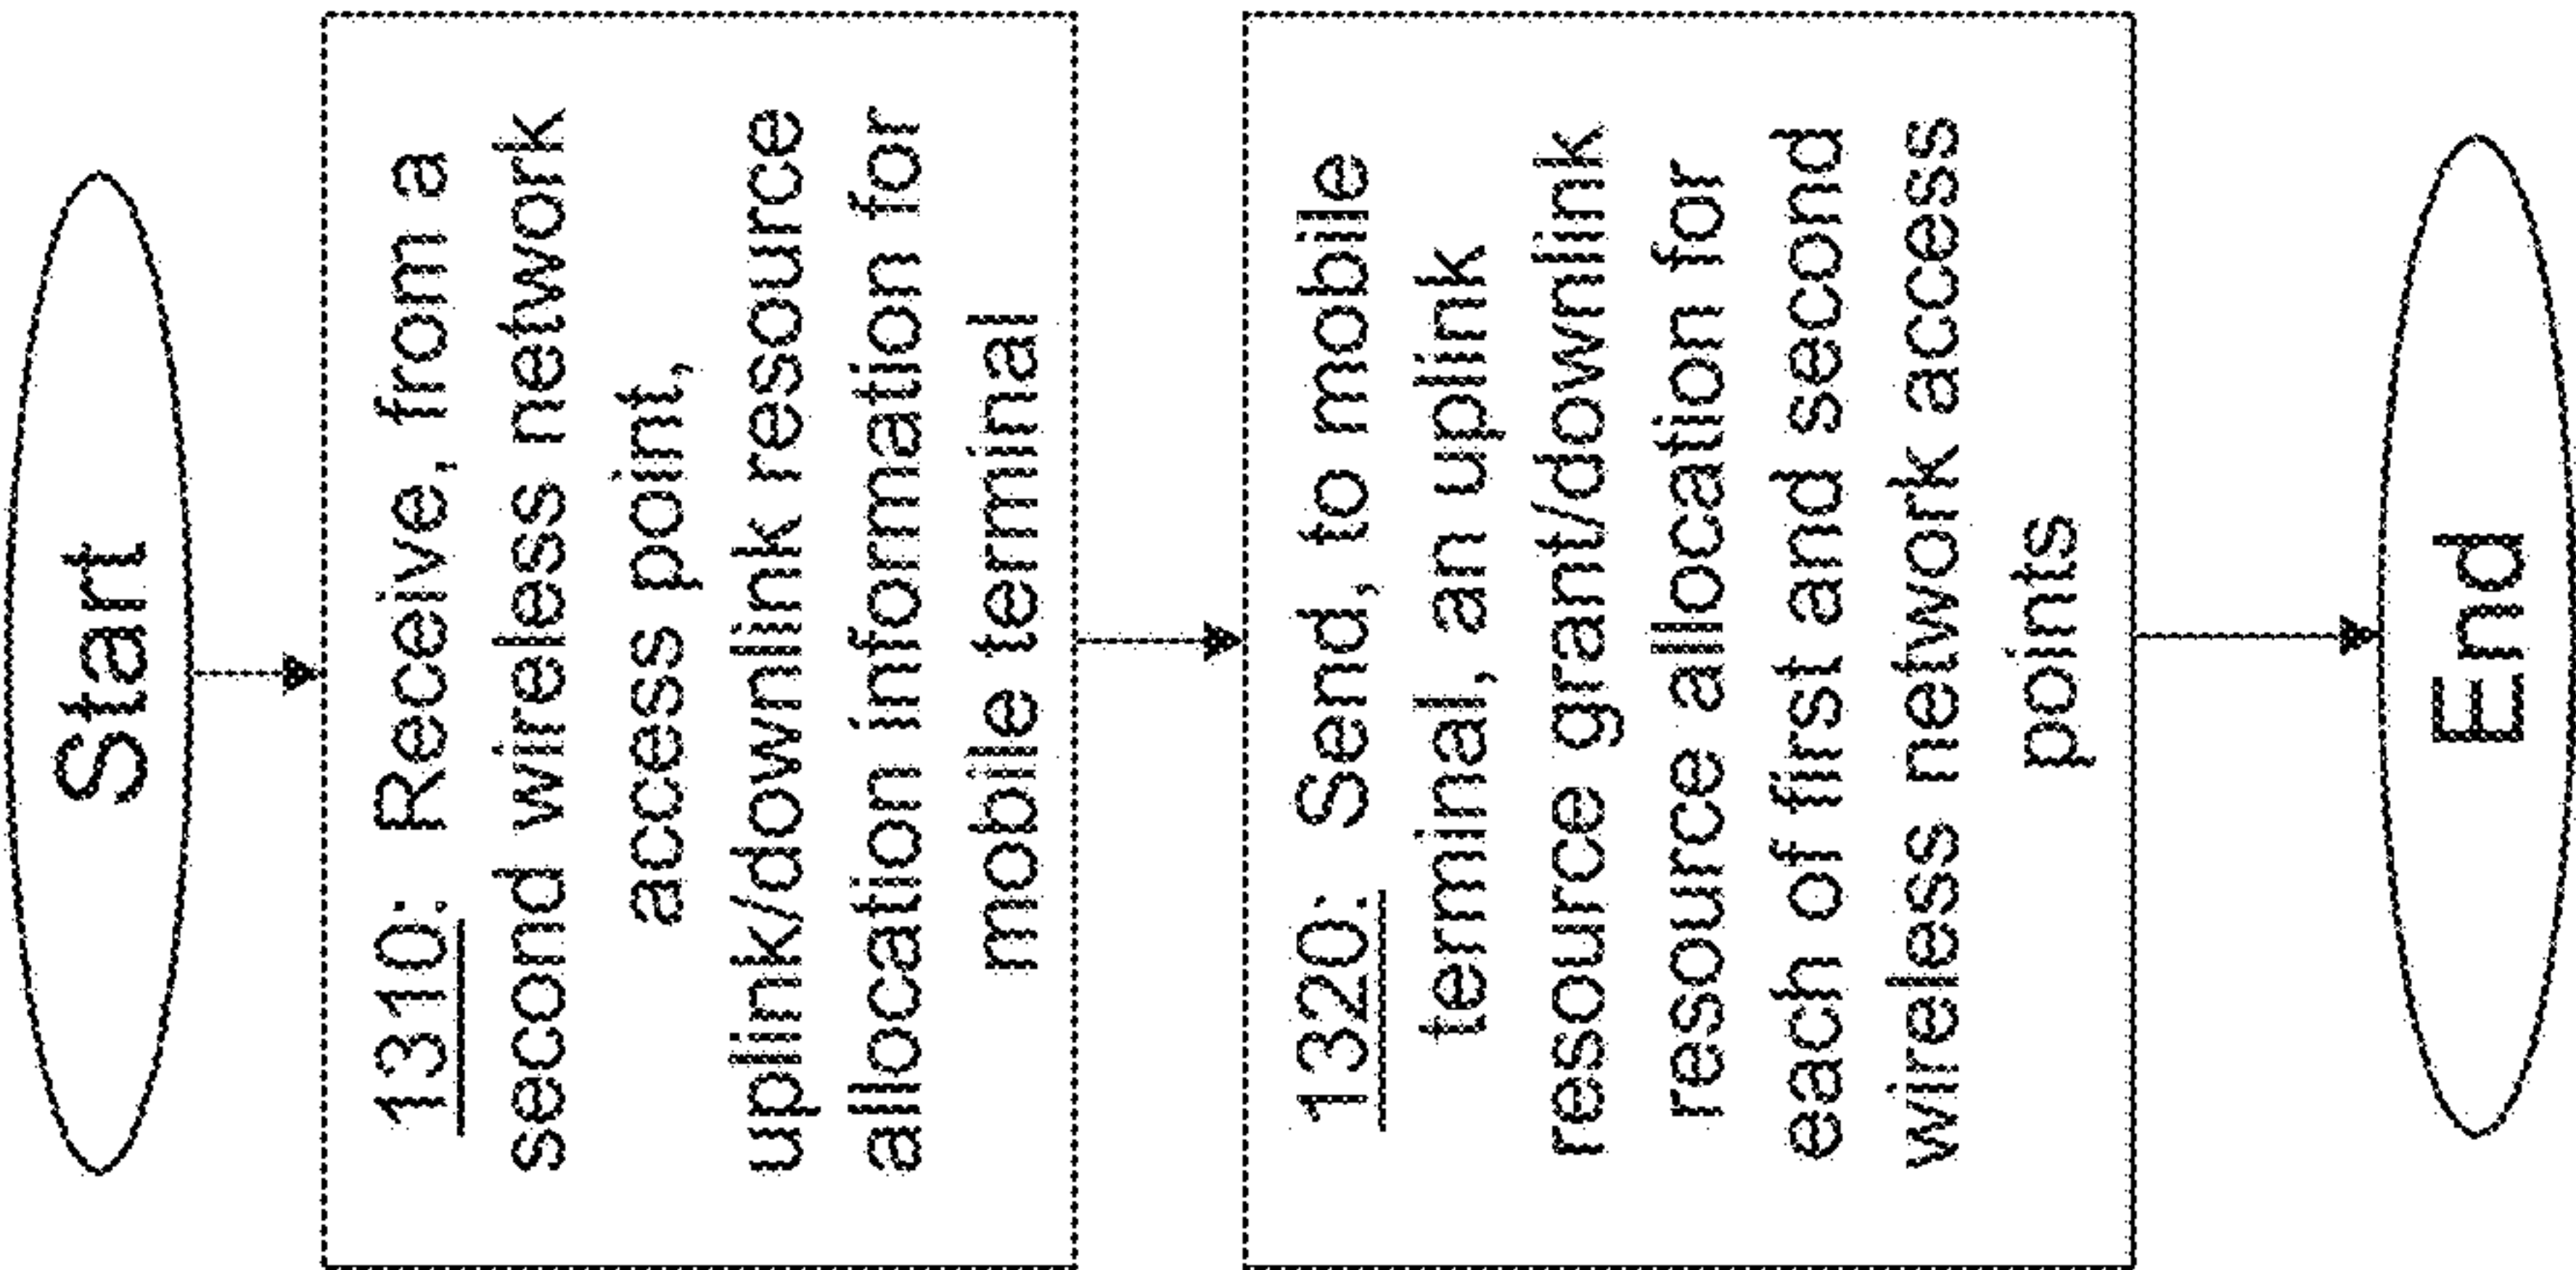 Start
1310: Receive, from a
second wireless network
access point,
uplink/downlink resource
allocation information for
mobile terminal
1320: Send, to mobile
terminal, an uplink
resource grant/downlink
resource allocation for
each of first and second
wireless network access
points
End